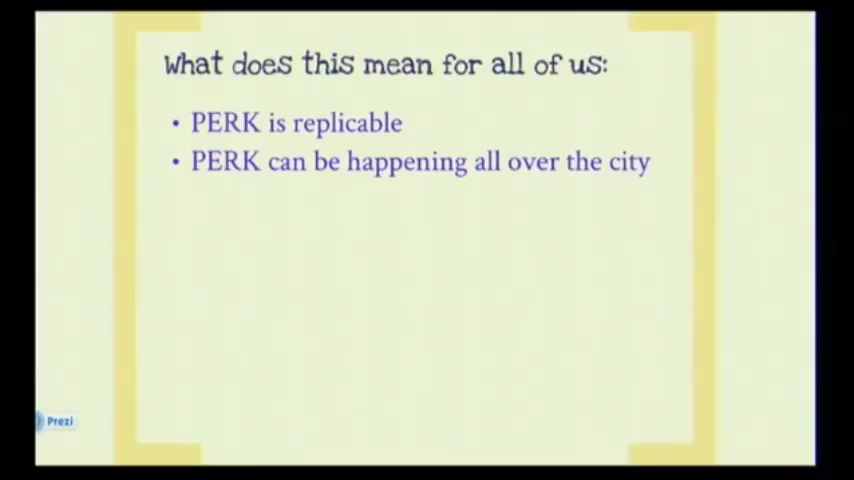 What does this mean for all of us:
• PERK is replicable
• PERK can be happening all over the city
Prezi